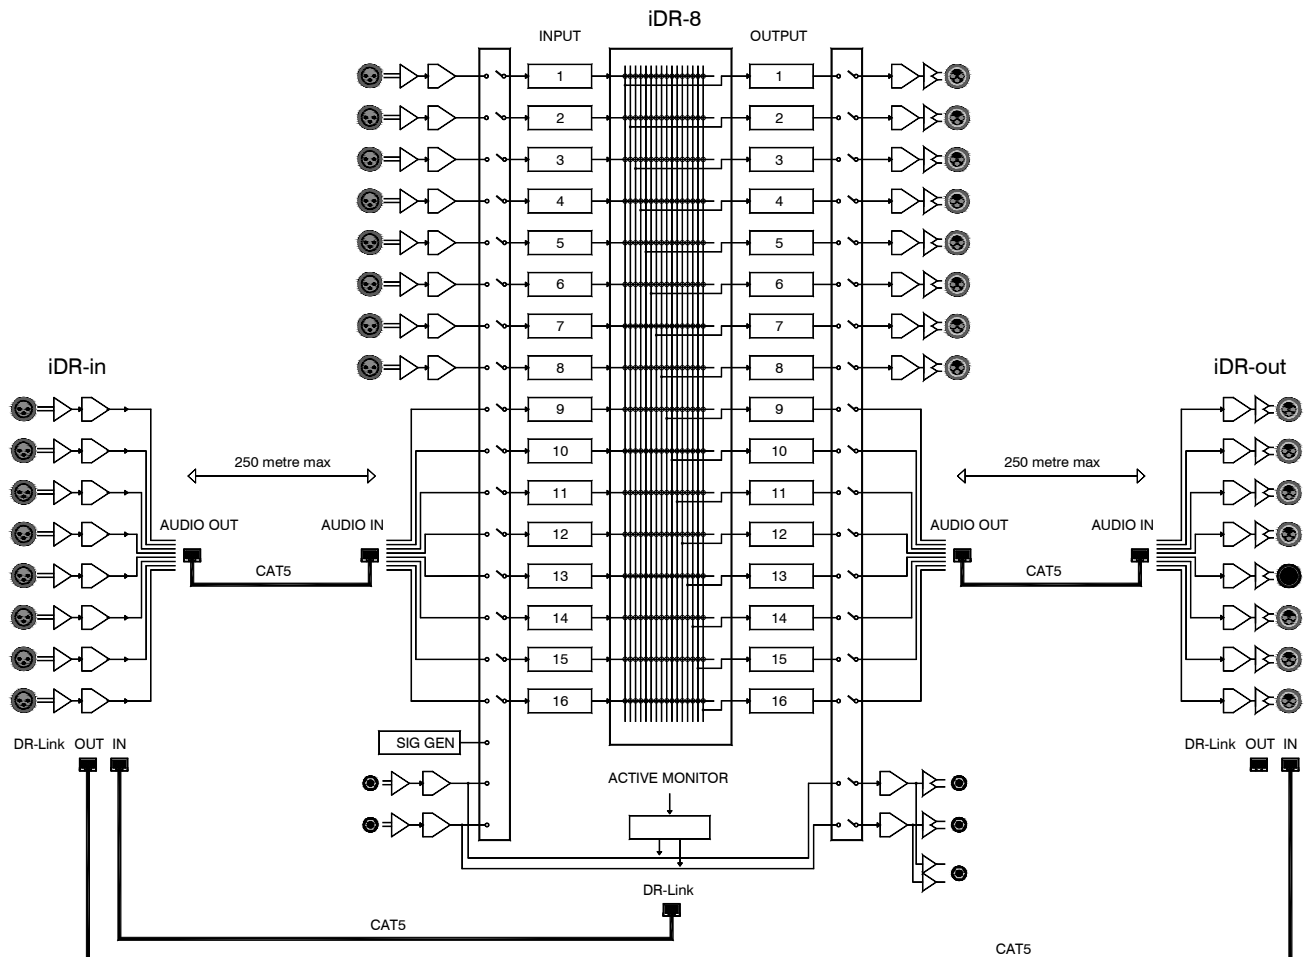 iDR-8
INPUT
OUTPUT
1
1
2
2
3
3
4
4
5
5
6
6
7
7
8
8
iDR-in
iDR-out
9
9
10
10
250 metre max
250 metre max
11
11
AUDIO OUT
AUDIO IN
12
12
AUDIO OUT
AUDIO IN
CAT5
13
13
CAT5
14
14
15
15
16
16
DR-Link OUT IN
SIG GEN
DR-Link OUT IN
ACTIVE MONITOR
DR-Link
CAT5
CAT5